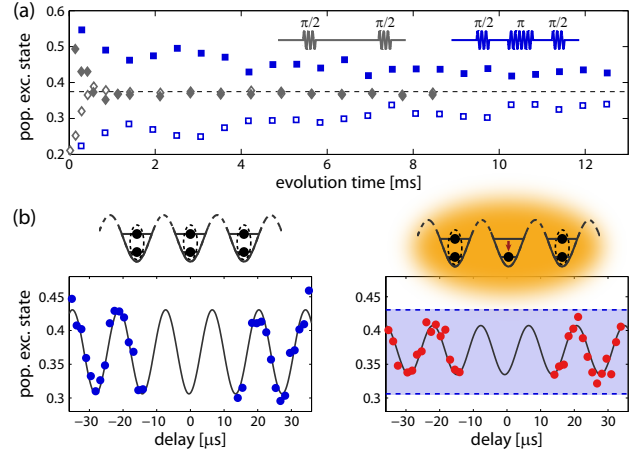 (a)
π/2 π/2 π/2 π π/2
0.6
0.5
0.4
0.3
0.2
pop. exc. state
0 2 4 6 8 10 12
evolution time [ms]
(b)
0.45
0.4
0.35
0.3
pop. exc. state
−30 −20 −10 0 10 20 30
delay [µs]
0.45
0.4
0.35
0.3
−30 −20 −10 0 10 20 30
delay [µs]